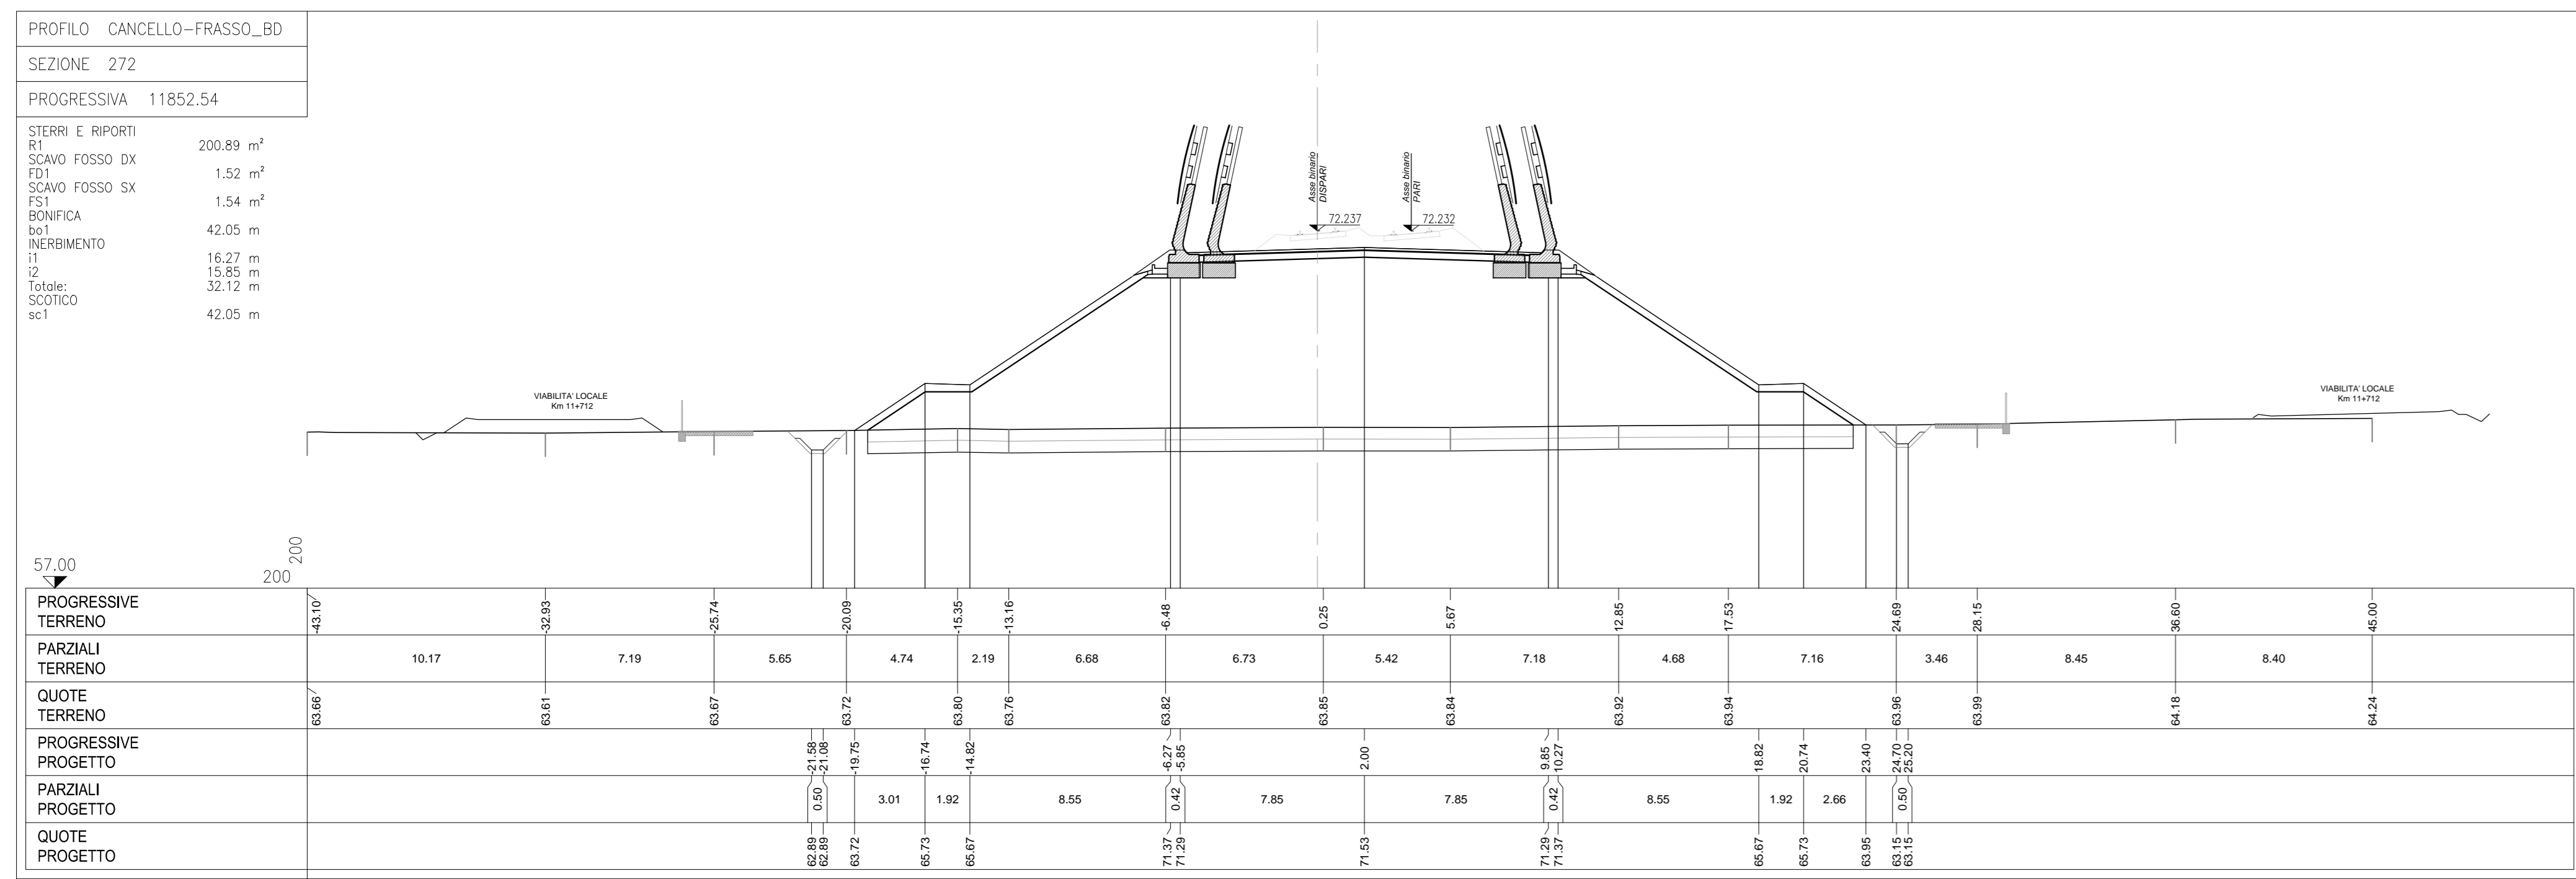 PROFILO CANCELLO-FRASSO_BD
SEZIONE 272
PROGRESSIVA 11852.54
STERRI E RIPORTI
R1 200.89 m²
SCAVO FOSSO DX
FD1 1.52 m²
SCAVO FOSSO SX
FS1 1.54 m²
BONIFICA
bo1 42.05 m
INERBIMENTO
i1 16.27 m
i2 15.85 m
Totale: 32.12 m
SCOTICO
sc1 42.05 m
Asse binario
DISPARI
72.237
Asse binario
PARI
72.232
VIABILITA' LOCALE
Km 11+712
VIABILITA' LOCALE
Km 11+712
57.00
200
200
PROGRESSIVE
TERRENO
-43.10 -32.93 -25.74 -20.09 -15.35 -13.16 -6.48 0.25 5.67 12.85 17.53 24.69 28.15 36.60 45.00
PARZIALI
TERRENO
10.17 7.19 5.65 4.74 2.19 6.68 6.73 5.42 7.18 4.68 7.16 3.46 8.45 8.40
QUOTE
TERRENO
63.66 63.61 63.67 63.72 63.80 63.76 63.82 63.85 63.84 63.92 63.94 63.96 63.99 64.18 64.24
PROGRESSIVE
PROGETTO
-21.58 -21.08 -19.75 -16.74 -14.82 -6.27 -5.85 2.00 9.85 10.27 18.82 20.74 23.40 24.70 25.20
PARZIALI
PROGETTO
0.50 3.01 1.92 8.55 0.42 7.85 7.85 0.42 8.55 1.92 2.66 0.50
QUOTE
PROGETTO
62.89 62.89 63.72 65.73 65.67 71.37 71.29 71.53 71.29 71.37 65.67 65.73 63.95 63.15 63.15